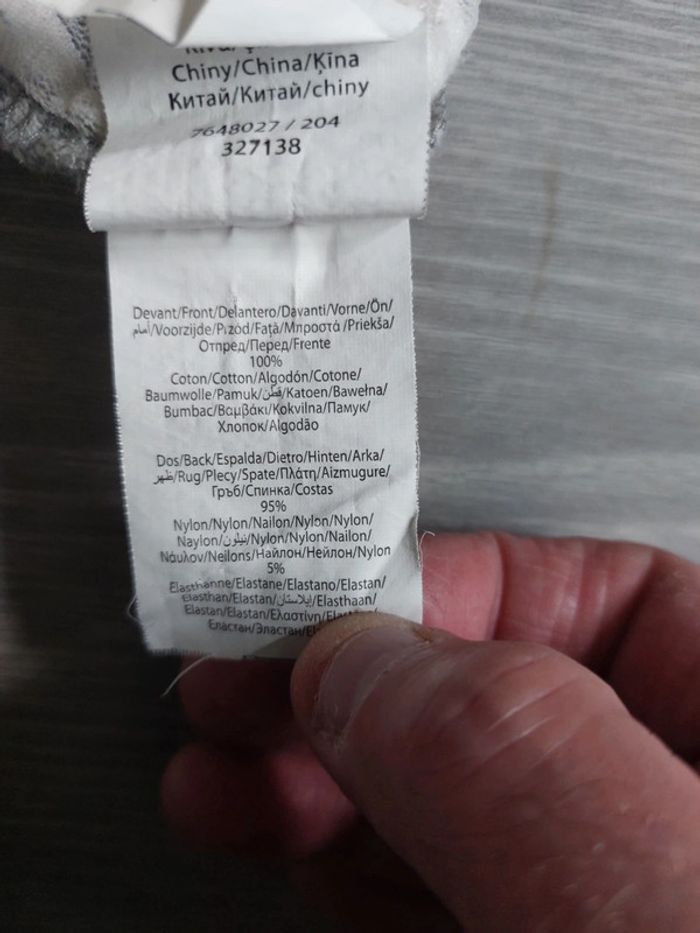 Chiny/China/Ķīna
Китай/Китай/chiny
7648027 / 204
327138
Devant/Front/Delantero/Davanti/Vorne/Ön/
أمام/Voorzijde/Pızód/Față/Μπροστά /Priekša/
Отпред/Перед/Frente
100%
Coton/Cotton/Algodón/Cotone/
Baumwolle/Pamuk/قطن/Katoen/Bawełna/
Bumbac/Βαμβάκι/Kokvilna/Памук/
Хлопок/Algodão
Dos/Back/Espalda/Dietro/Hinten/Arka/
ظهر/Rug/Plecy/Spate/Πλάτη/Aizmugure/
Гръб/Спинка/Costas
95%
Nylon/Nylon/Nailon/Nylon/Nylon/
Naylon/نيلون/Nylon/Nylon/Nailon/
Νάυλον/Neilons/Найлон/Нейлон/Nylon
5%
Elasthanne/Elastane/Elastano/Elastan/
Elasthan/Elastan/إيلاستان/Elasthaan/
Elastan/Elastan/Ελαστίνη/
Еластан/Эластан/